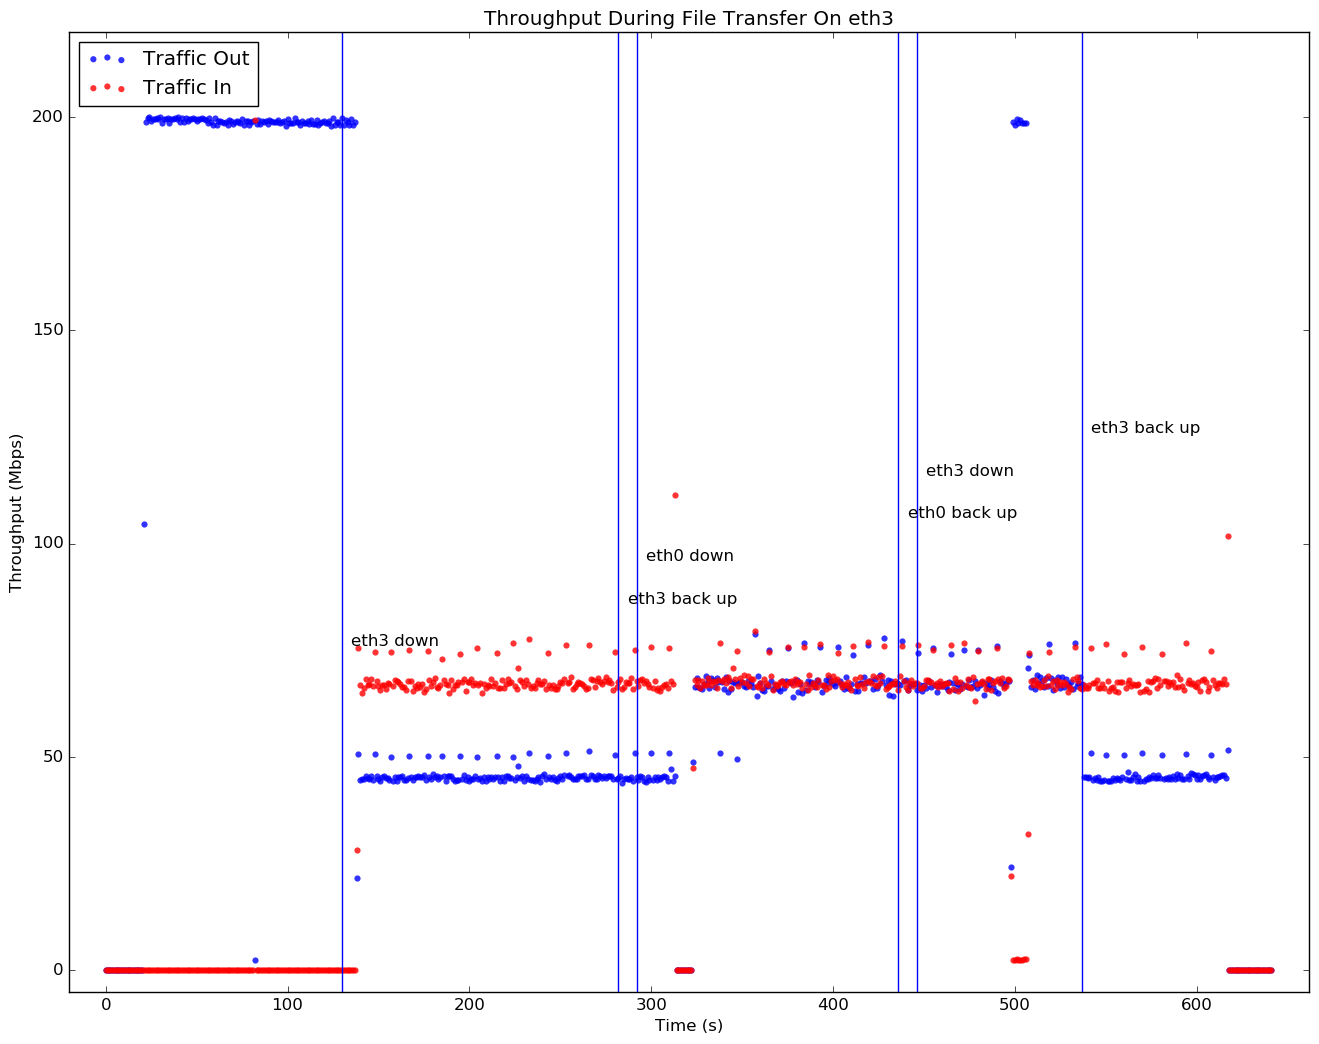 Throughput During File Transfer On eth3
Traffic Out
Traffic In
200
150
100
50
0
Throughput (Mbps)
eth3 back up
eth3 down
eth0 back up
eth0 down
eth3 back up
eth3 down
0
100
200
300
400
500
600
Time (s)